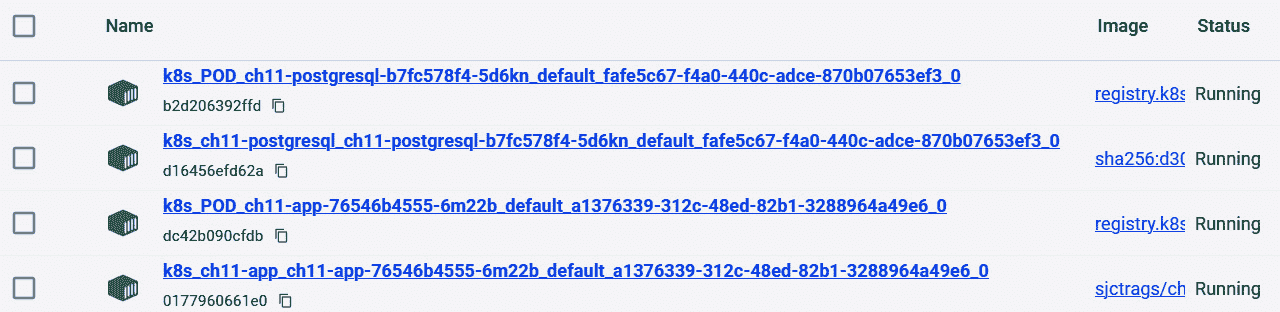 Name Image Status
k8s_POD_ch11-postgresql-b7fc578f4-5d6kn_default_fafe5c67-f4a0-440c-adce-870b07653ef3_0
b2d206392ffd
registry.k8s Running
k8s_ch11-postgresql_ch11-postgresql-b7fc578f4-5d6kn_default_fafe5c67-f4a0-440c-adce-870b07653ef3_0
d16456efd62a
sha256:d30 Running
k8s_POD_ch11-app-76546b4555-6m22b_default_a1376339-312c-48ed-82b1-3288964a49e6_0
dc42b090cfdb
registry.k8s Running
k8s_ch11-app_ch11-app-76546b4555-6m22b_default_a1376339-312c-48ed-82b1-3288964a49e6_0
0177960661e0
sjctrags/ch Running